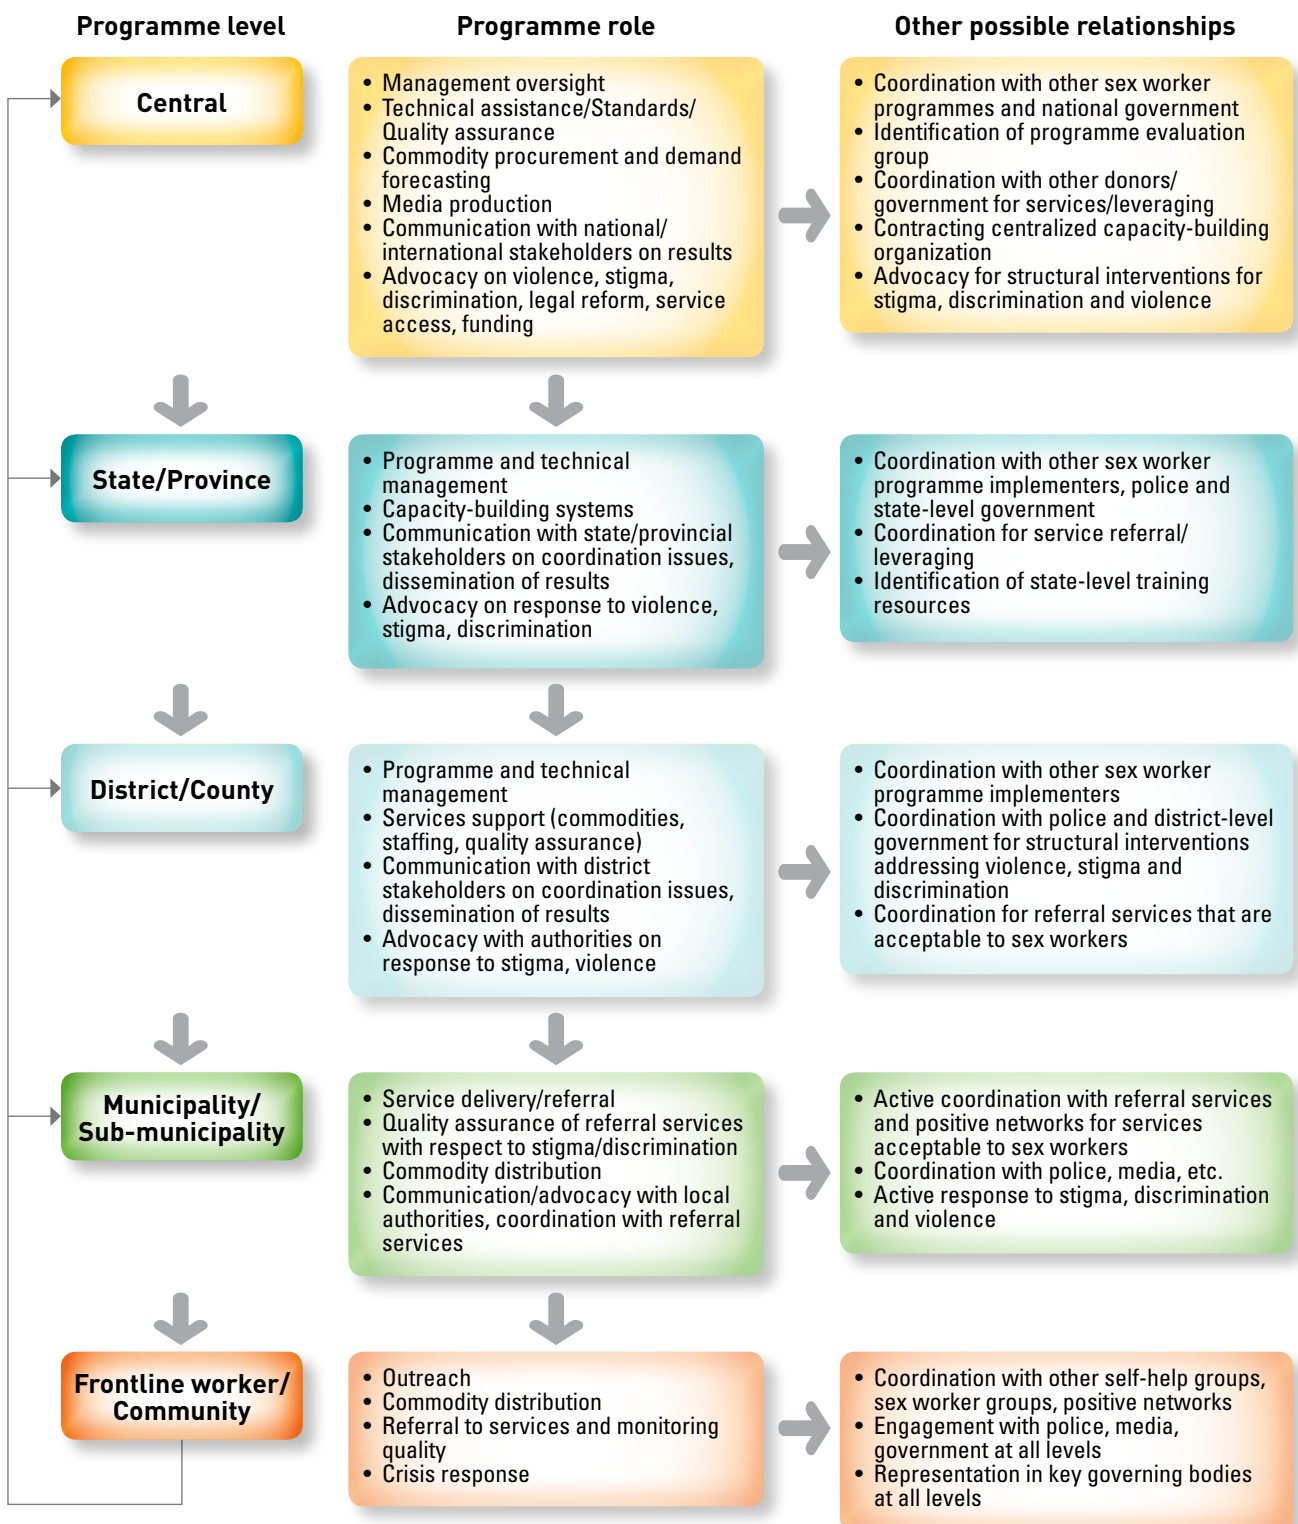 Programme level
Programme role
Other possible relationships
Central
• Management oversight
• Technical assistance/Standards/
Quality assurance
• Commodity procurement and demand
forecasting
• Media production
• Communication with national/
international stakeholders on results
• Advocacy on violence, stigma,
discrimination, legal reform, service
access, funding
• Coordination with other sex worker
programmes and national government
• Identification of programme evaluation
group
• Coordination with other donors/
government for services/leveraging
• Contracting centralized capacity-building
organization
• Advocacy for structural interventions for
stigma, discrimination and violence
State/Province
• Programme and technical
management
• Capacity-building systems
• Communication with state/provincial
stakeholders on coordination issues,
dissemination of results
• Advocacy on response to violence,
stigma, discrimination
• Coordination with other sex worker
programme implementers, police and
state-level government
• Coordination for service referral/
leveraging
• Identification of state-level training
resources
District/County
• Programme and technical
management
• Services support (commodities,
staffing, quality assurance)
• Communication with district
stakeholders on coordination issues,
dissemination of results
• Advocacy with authorities on
response to stigma, violence
• Coordination with other sex worker
programme implementers
• Coordination with police and district-level
government for structural interventions
addressing violence, stigma and
discrimination
• Coordination for referral services that are
acceptable to sex workers
Municipality/
Sub-municipality
• Service delivery/referral
• Quality assurance of referral services
with respect to stigma/discrimination
• Commodity distribution
• Communication/advocacy with local
authorities, coordination with referral
services
• Active coordination with referral services
and positive networks for services
acceptable to sex workers
• Coordination with police, media, etc.
• Active response to stigma, discrimination
and violence
Frontline worker/
Community
• Outreach
• Commodity distribution
• Referral to services and monitoring
quality
• Crisis response
• Coordination with other self-help groups,
sex worker groups, positive networks
• Engagement with police, media,
government at all levels
• Representation in key governing bodies
at all levels